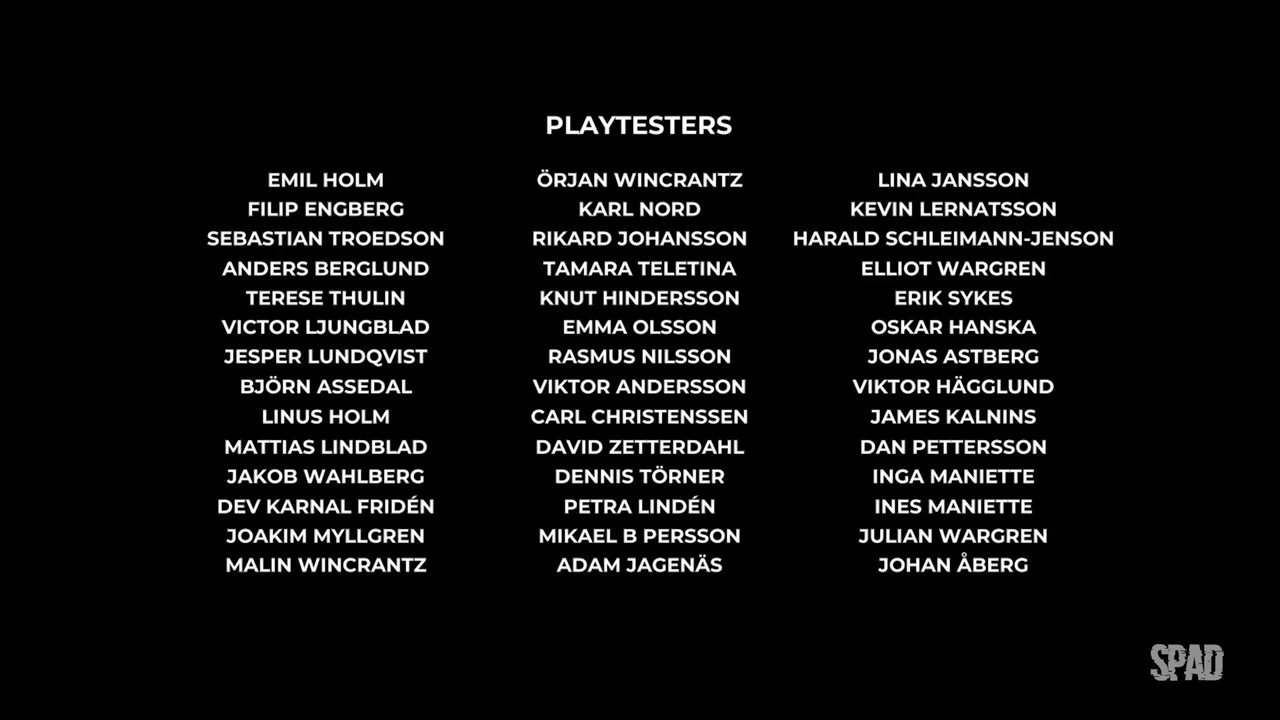 PLAYTESTERS
EMIL HOLM
FILIP ENGBERG
SEBASTIAN TROEDSON
ANDERS BERGLUND
TERESE THULIN
VICTOR LJUNGBLAD
JESPER LUNDQVIST
BJÖRN ASSEDAL
LINUS HOLM
MATTIAS LINDBLAD
JAKOB WAHLBERG
DEV KARNAL FRIDÉN
JOAKIM MYLLGREN
MALIN WINCRANTZ
ÖRJAN WINCRANTZ
KARL NORD
RIKARD JOHANSSON
TAMARA TELETINA
KNUT HINDERSSON
EMMA OLSSON
RASMUS NILSSON
VIKTOR ANDERSSON
CARL CHRISTENSSEN
DAVID ZETTERDAHL
DENNIS TÖRNER
PETRA LINDÉN
MIKAEL B PERSSON
ADAM JAGENÄS
LINA JANSSON
KEVIN LERNATSSON
HARALD SCHLEIMANN-JENSON
ELLIOT WARGREN
ERIK SYKES
OSKAR HANSKA
JONAS ASTBERG
VIKTOR HÄGGLUND
JAMES KALNINS
DAN PETTERSSON
INGA MANIETTE
INES MANIETTE
JULIAN WARGREN
JOHAN ÅBERG
SPAD